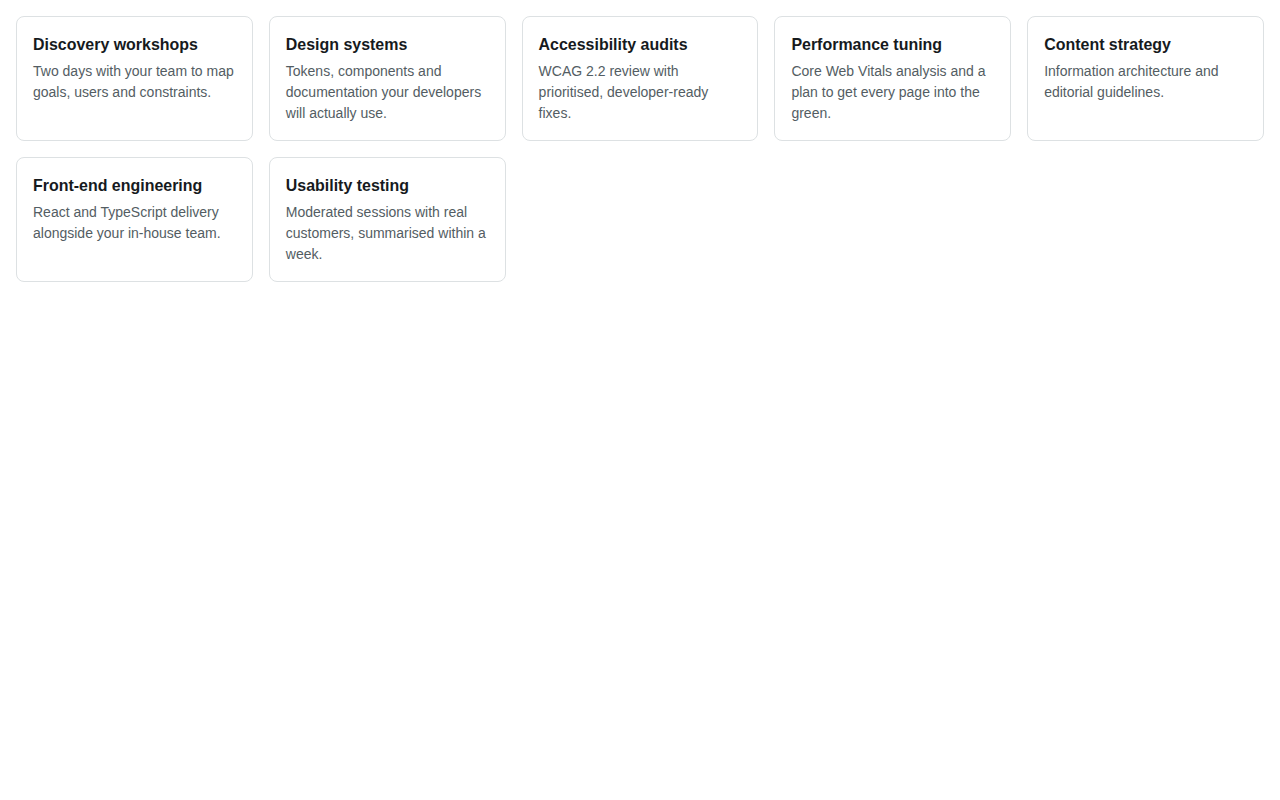 Discovery workshops
Two days with your team to map
goals, users and constraints.
Design systems
Tokens, components and
documentation your developers
will actually use.
Accessibility audits
WCAG 2.2 review with
prioritised, developer-ready
fixes.
Performance tuning
Core Web Vitals analysis and a
plan to get every page into the
green.
Content strategy
Information architecture and
editorial guidelines.
Front-end engineering
React and TypeScript delivery
alongside your in-house team.
Usability testing
Moderated sessions with real
customers, summarised within a
week.